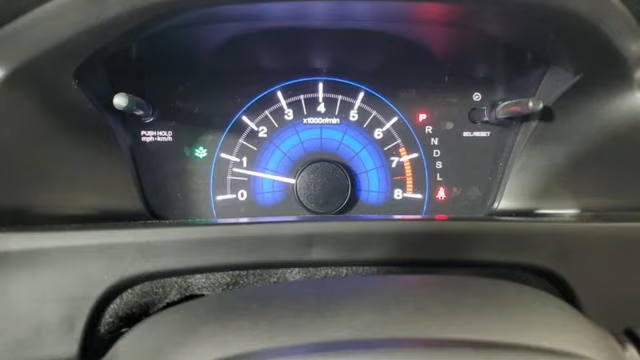 4
3 5
x1000r/min
2 6
P
R
PUSH HOLD
mph•km/h
SEL/RESET
1 7
N
D
S
L
0 8